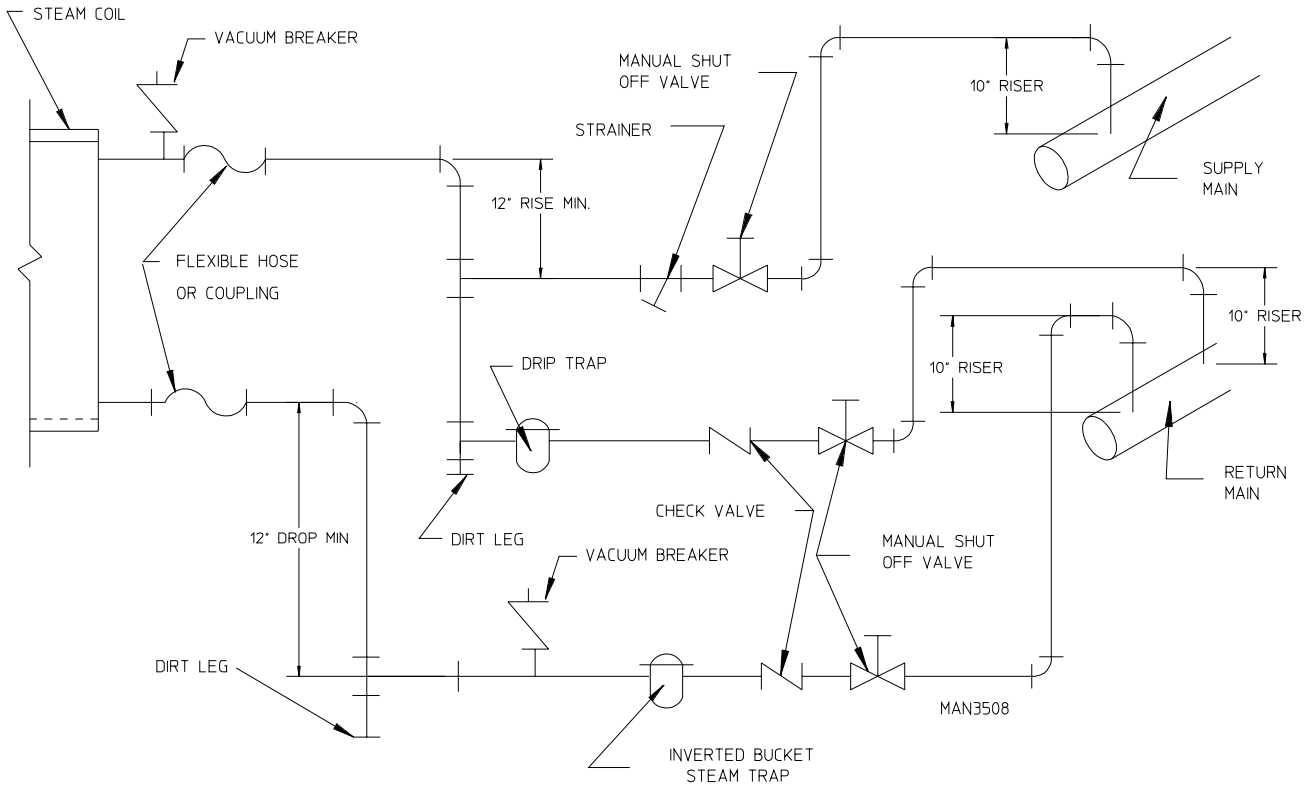 STEAM COIL
VACUUM BREAKER
MANUAL SHUT
OFF VALVE
10" RISER
STRAINER
SUPPLY
MAIN
12" RISE MIN.
FLEXIBLE HOSE
OR COUPLING
10" RISER
10" RISER
DRIP TRAP
RETURN
MAIN
CHECK VALVE
12" DROP MIN
DIRT LEG
MANUAL SHUT
OFF VALVE
VACUUM BREAKER
DIRT LEG
MAN3508
INVERTED BUCKET
STEAM TRAP